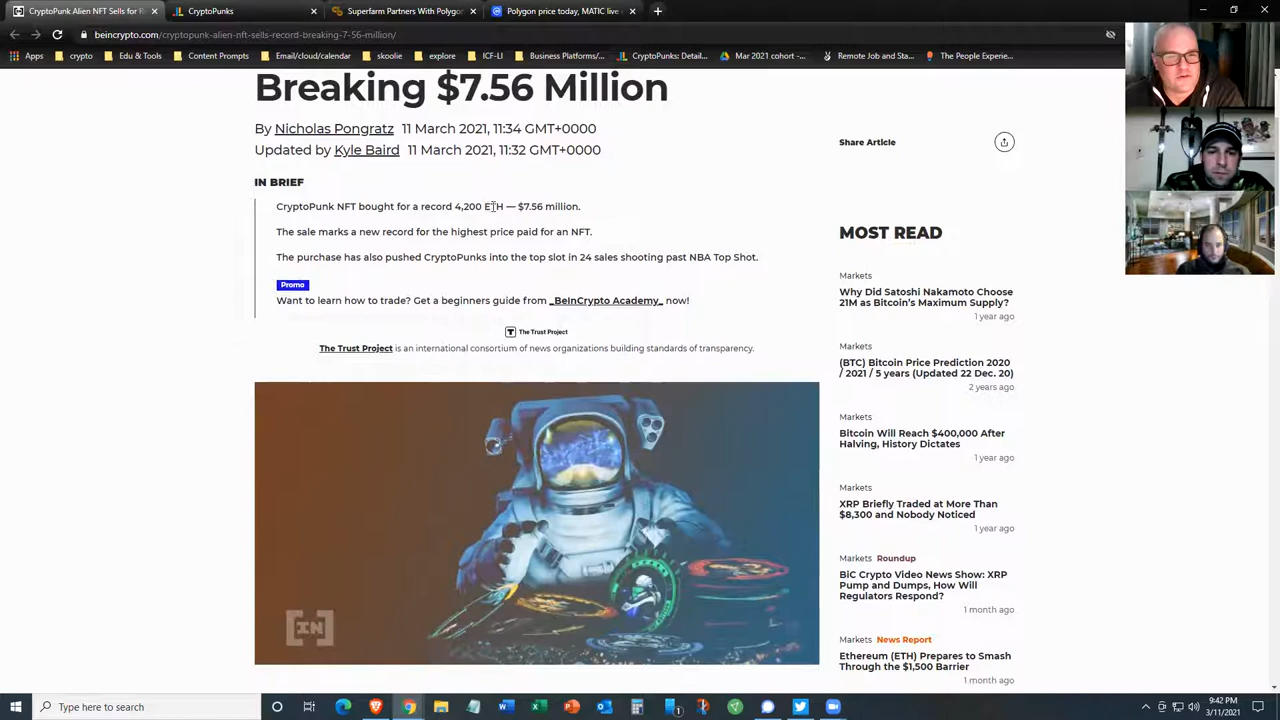 CryptoPunks Alien NFT Sells for R
CryptoPunks
Superfarm Partners With Polygo
Polygon price, MATIC live c
beincrypto.com/cryptopunk-alien-nft-sells-record-breaking-7-56-million/
Apps
crypto
Edu & Tools
Podcasts
Content platforms
Email/cloud/calendar
skoolie
explore
ICF-LI
Business Platforms/...
CryptoPunks: Detail...
Mar 2021 cohort -...
Remote Job and Sta...
The People Experie...
Breaking $7.56 Million
By Nicholas Pongratz 11 March 2021, 11:34 GMT+0000
Updated by Kyle Baird 11 March 2021, 11:32 GMT+0000
IN BRIEF
CryptoPunk NFT bought for a record 4,200 ETH — $7.56 million.
The sale marks a new record for the highest price paid for an NFT.
The purchase has also pushed CryptoPunks into the top slot in 24 sales shooting past NBA Top Shot.
Promo
Want to learn how to trade? Get a beginners guide from _BeInCrypto Academy_ now!
The Trust Project
The Trust Project is an international consortium of news organizations building standards of transparency.
IN
Share Article
MOST READ
Markets
Why Did Satoshi Nakamoto Choose
21M as Bitcoin's Maximum Supply?
1 year ago
Markets
(BTC) Bitcoin Price Prediction 2020
/ 2021 / 5 years (Updated 22 Dec. 20)
2 years ago
Markets
Bitcoin Will Reach $400,000 After
Halving, History Dictates
1 year ago
Markets
XRP Briefly Traded at More Than
$8,300 and Nobody Noticed
1 year ago
Markets Roundup
BiC Crypto Video News Show: XRP
Pump and Dumps, How Will
Regulators Respond?
1 month ago
Markets News Report
Ethereum (ETH) Prepares to Smash
Through the $1,500 Barrier
1 month ago
Type here to search
9:42 PM
3/11/2021